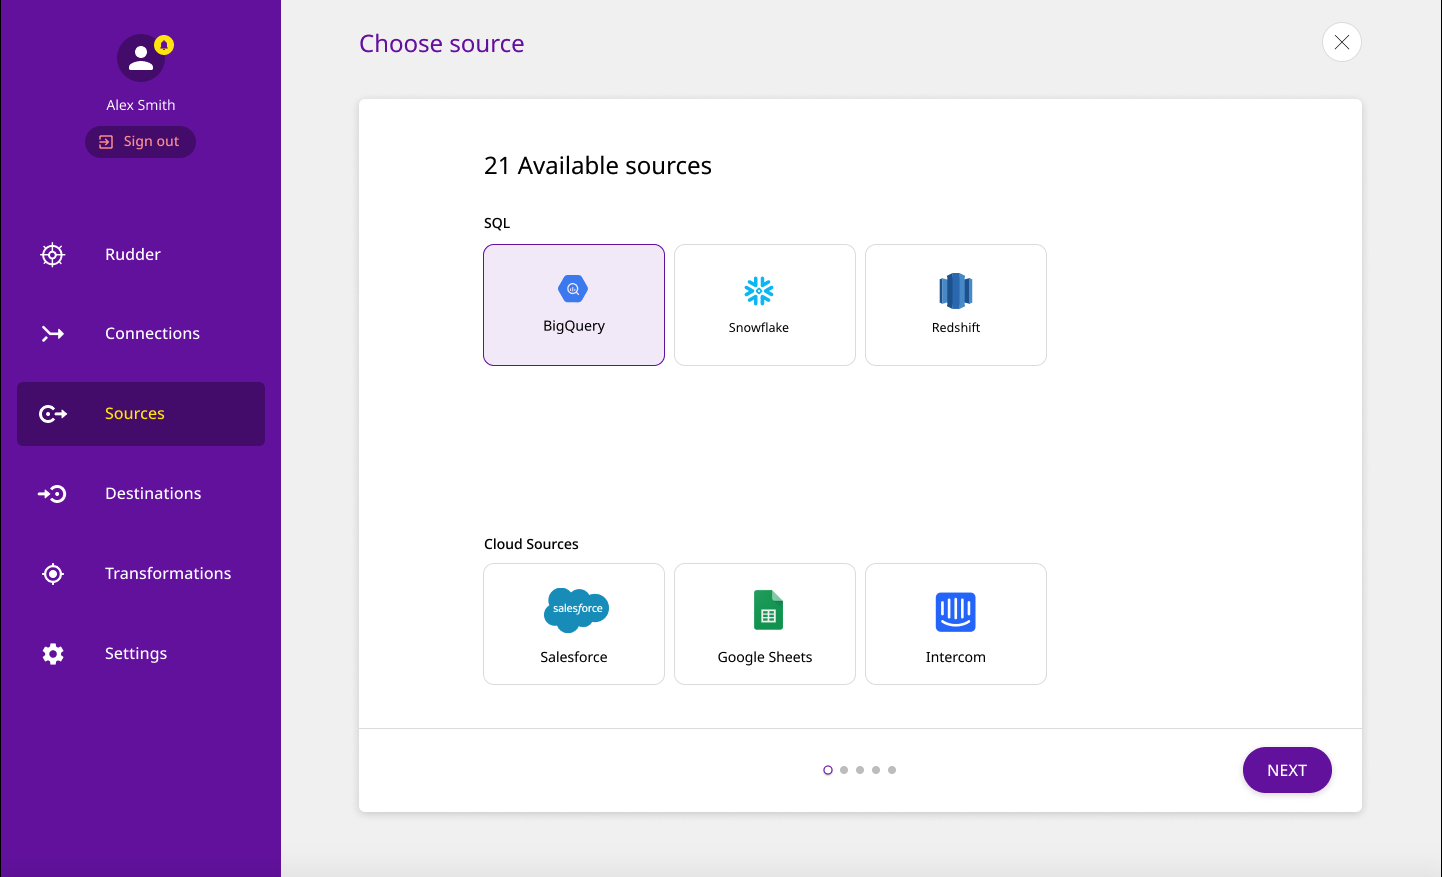 Alex Smith
Sign out
Rudder
Connections
Sources
Destinations
Transformations
Settings
Choose source
21 Available sources
SQL
BigQuery
Snowflake
Redshift
Cloud Sources
salesforce
Salesforce
Google Sheets
Intercom
NEXT